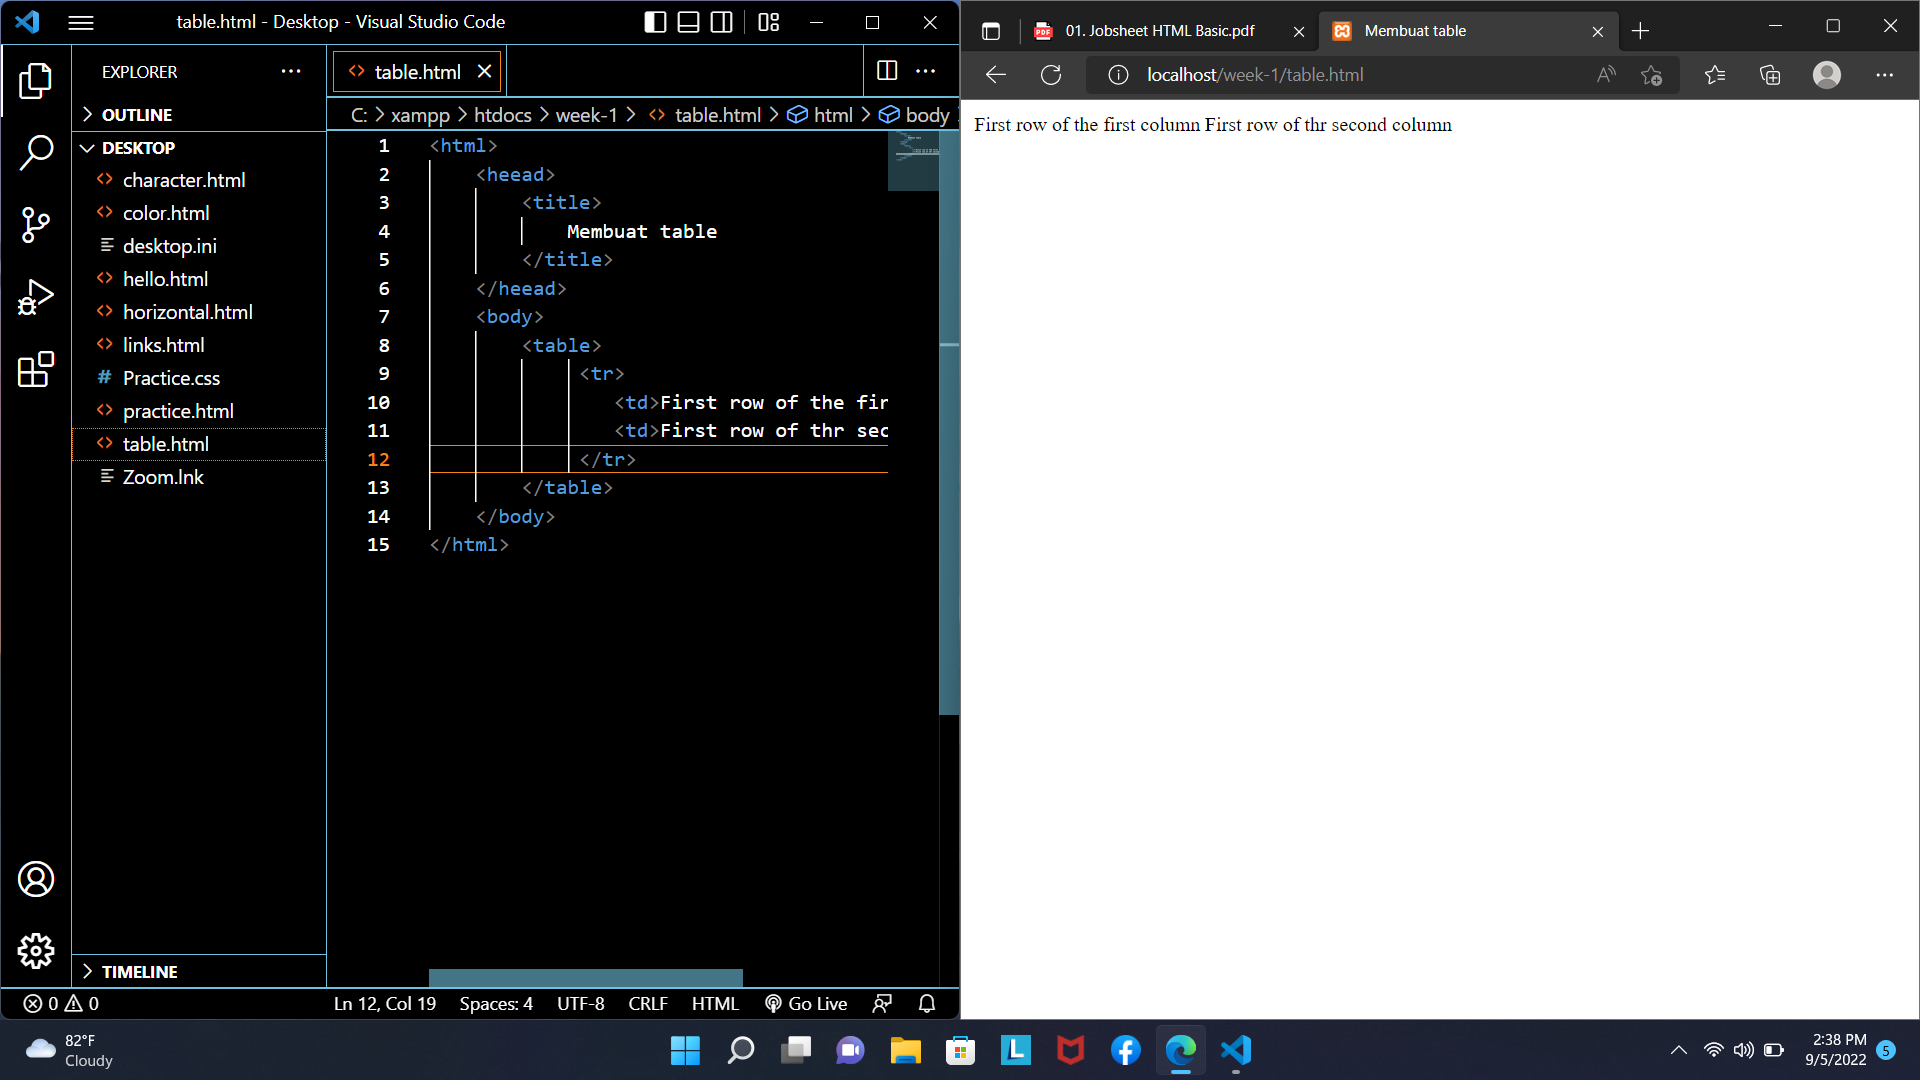 table.html - Desktop - Visual Studio Code
EXPLORER
OUTLINE
DESKTOP
character.html
color.html
desktop.ini
hello.html
horizontal.html
links.html
# Practice.css
practice.html
table.html
Zoom.lnk
TIMELINE
table.html
C: > xampp > htdocs > week-1 > table.html > html > body
1 <html>
2 <heead>
3 <title>
4 Membuat table
5 </title>
6 </heead>
7 <body>
8 <table>
9 <tr>
10 <td>First row of the fir
11 <td>First row of thr sec
12 </tr>
13 </table>
14 </body>
15 </html>
0 0
Ln 12, Col 19 Spaces: 4 UTF-8 CRLF HTML Go Live
PDF 01. Jobsheet HTML Basic.pdf
Membuat table
localhost/week-1/table.html
First row of the first column First row of thr second column
82°F
Cloudy
L
2:38 PM
9/5/2022
5